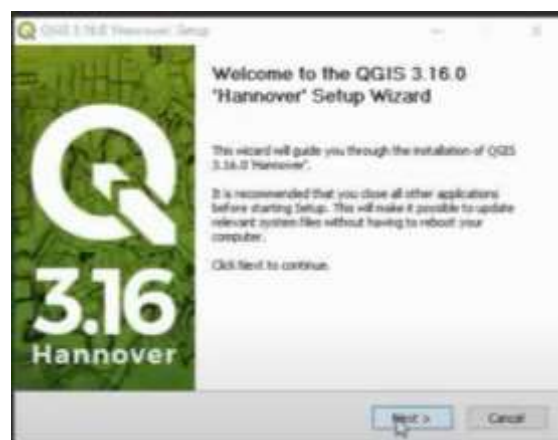 QGIS 3.16.0 'Hannover' Setup
Welcome to the QGIS 3.16.0
'Hannover' Setup Wizard
This wizard will guide you through the installation of QGIS
3.16.0 'Hannover'.
It is recommended that you close all other applications
before starting Setup. This will make it possible to update
relevant system files without having to reboot your
computer.
Click Next to continue.
3.16
Hannover
Next >
Cancel